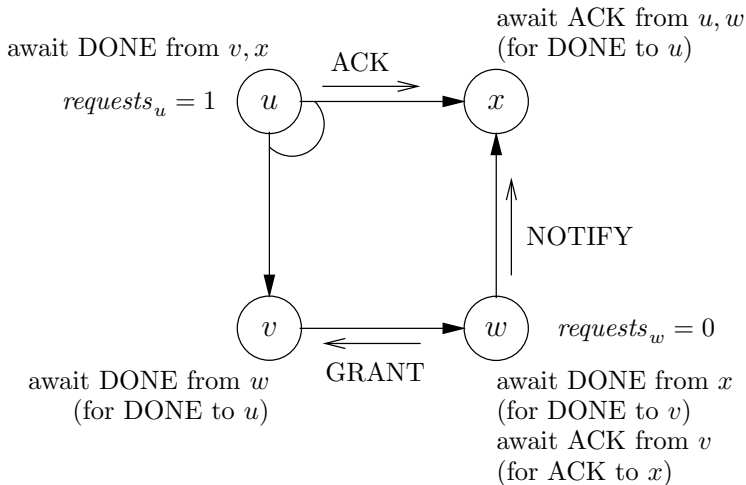 await ACK from u, w
(for DONE to u)
await DONE from v, x
ACK
requests_u = 1
u
x
NOTIFY
v
w
requests_w = 0
GRANT
await DONE from w
(for DONE to u)
await DONE from x
(for DONE to v)
await ACK from v
(for ACK to x)